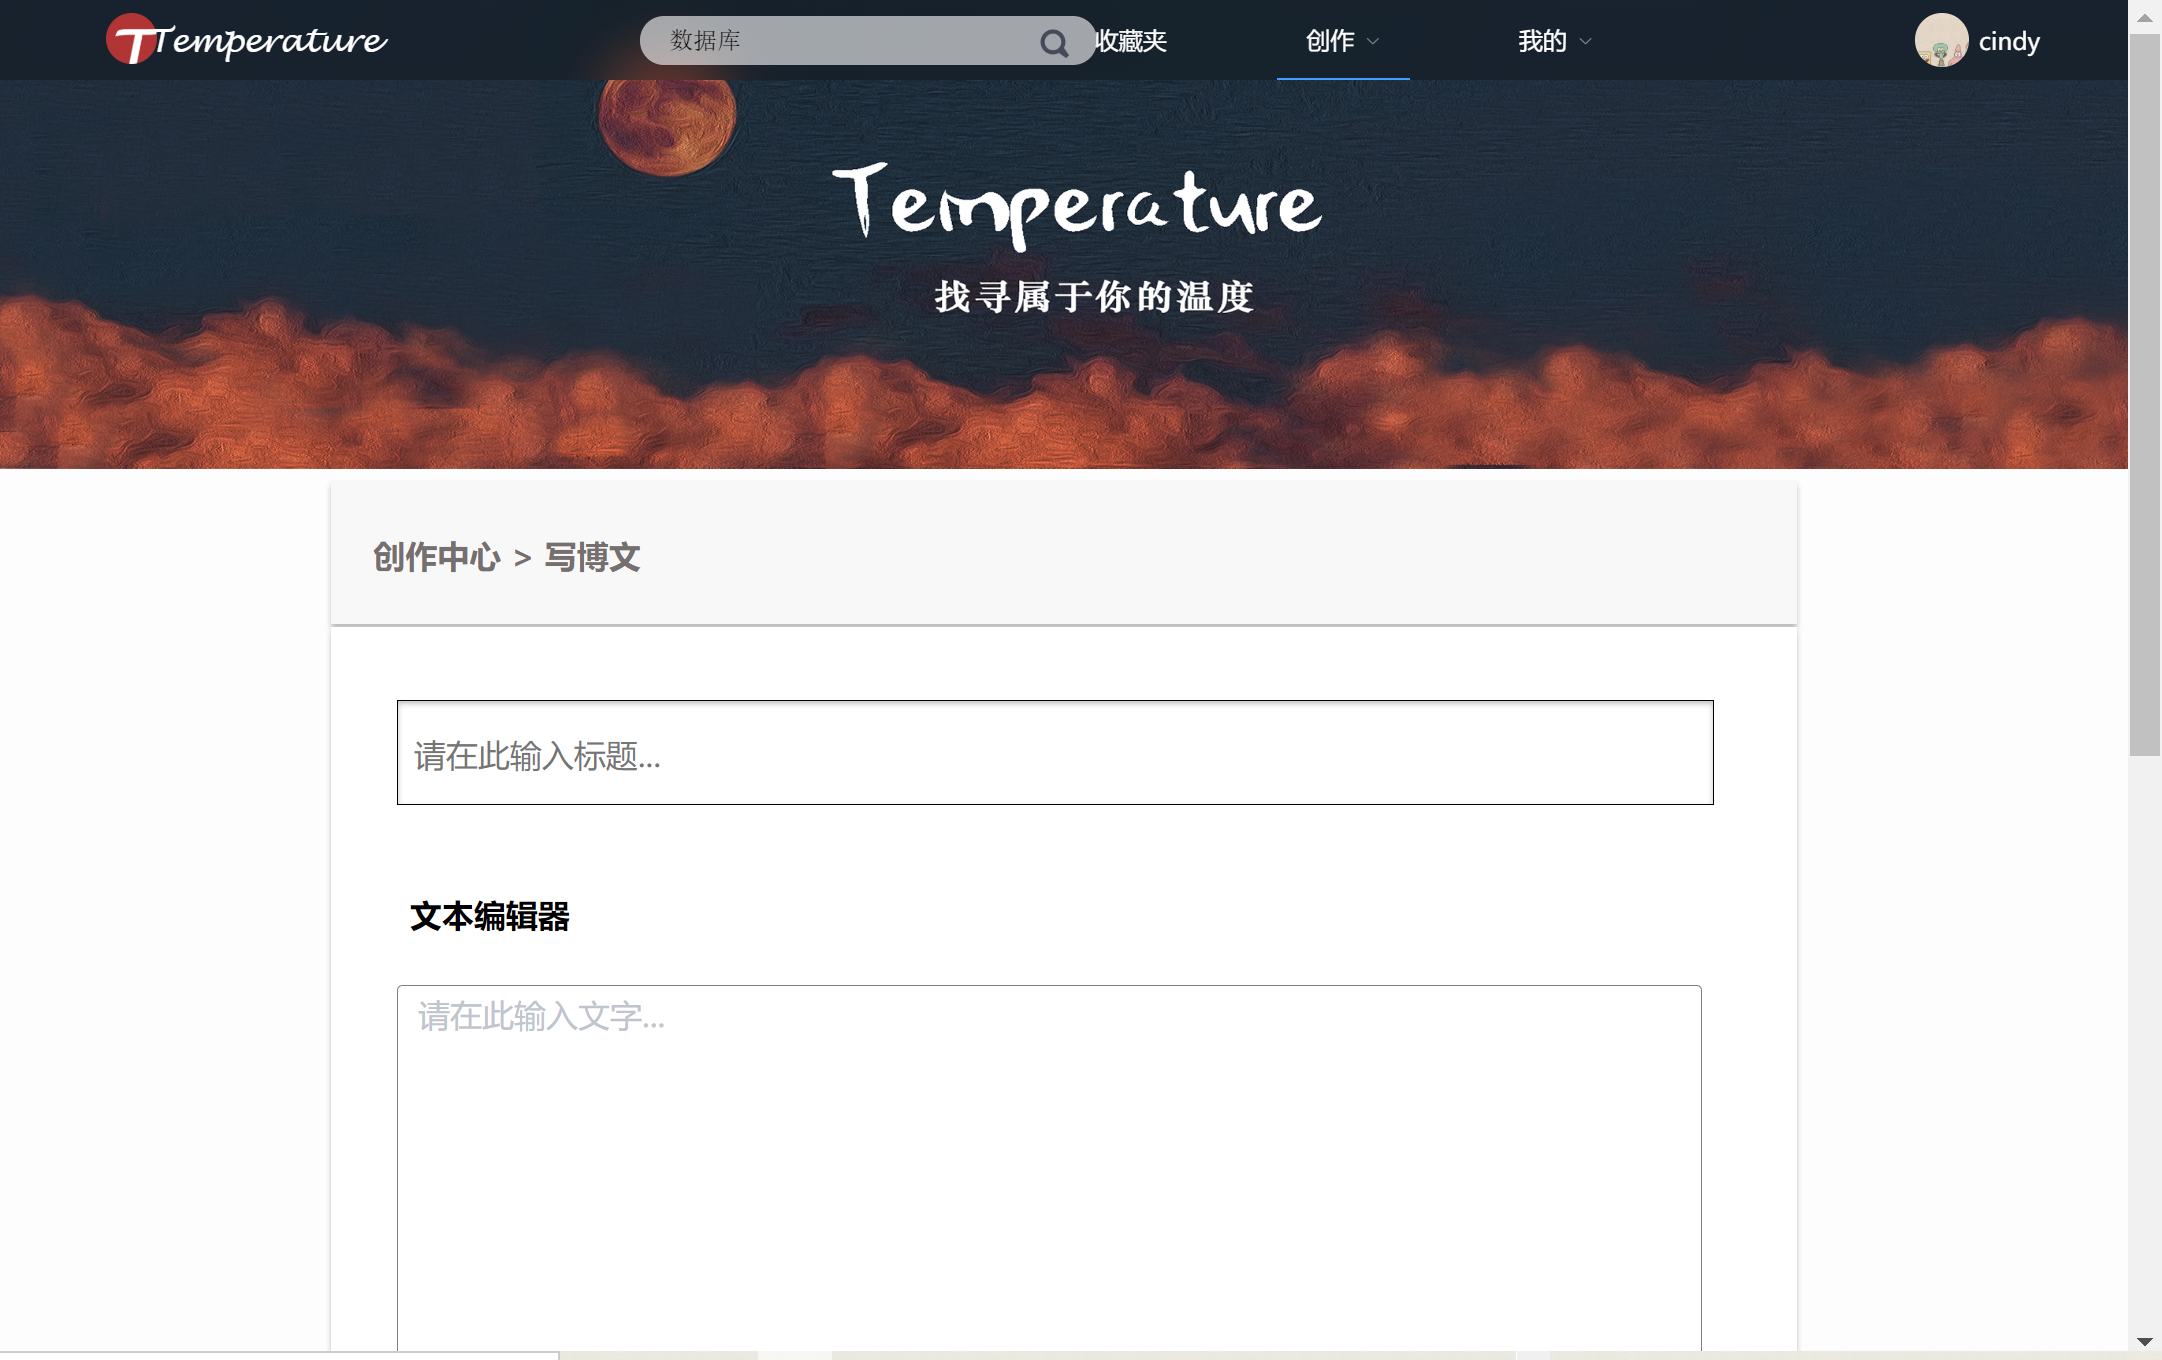 Temperature
数据库
收藏夹
创作
我的
cindy
Temperature
找寻属于你的温度
创作中心 > 写博文
请在此输入标题...
文本编辑器
请在此输入文字...